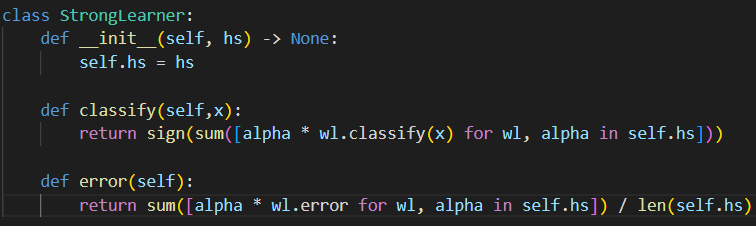 class StrongLearner:
    def __init__(self, hs) -> None:
        self.hs = hs

    def classify(self,x):
        return sign(sum([alpha * wl.classify(x) for wl, alpha in self.hs]))

    def error(self):
        return sum([alpha * wl.error for wl, alpha in self.hs]) / len(self.hs)